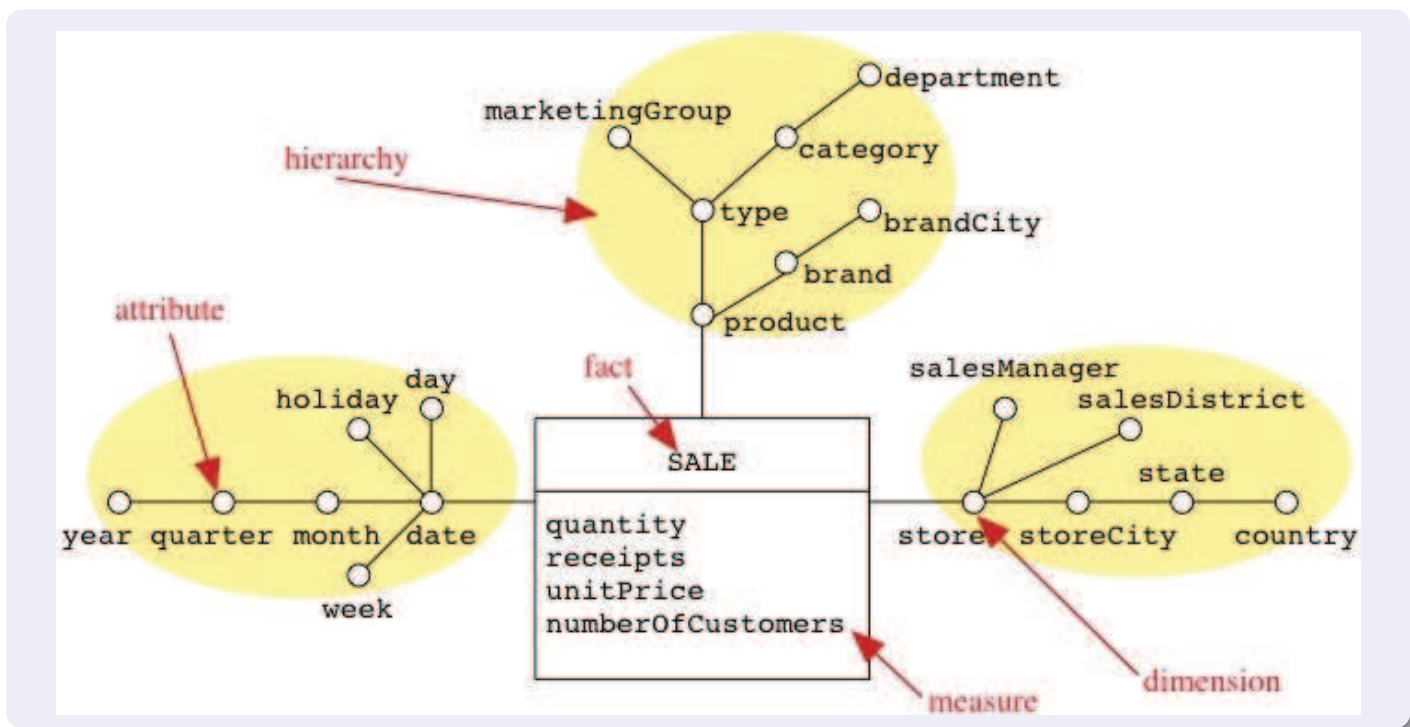 department
marketingGroup
category
hierarchy
type
brandCity
brand
attribute
product
fact
salesManager
day
holiday
salesDistrict
SALE
state
quantity
year quarter month date
store storeCity country
receipts
unitPrice
week
numberOfCustomers
dimension
measure